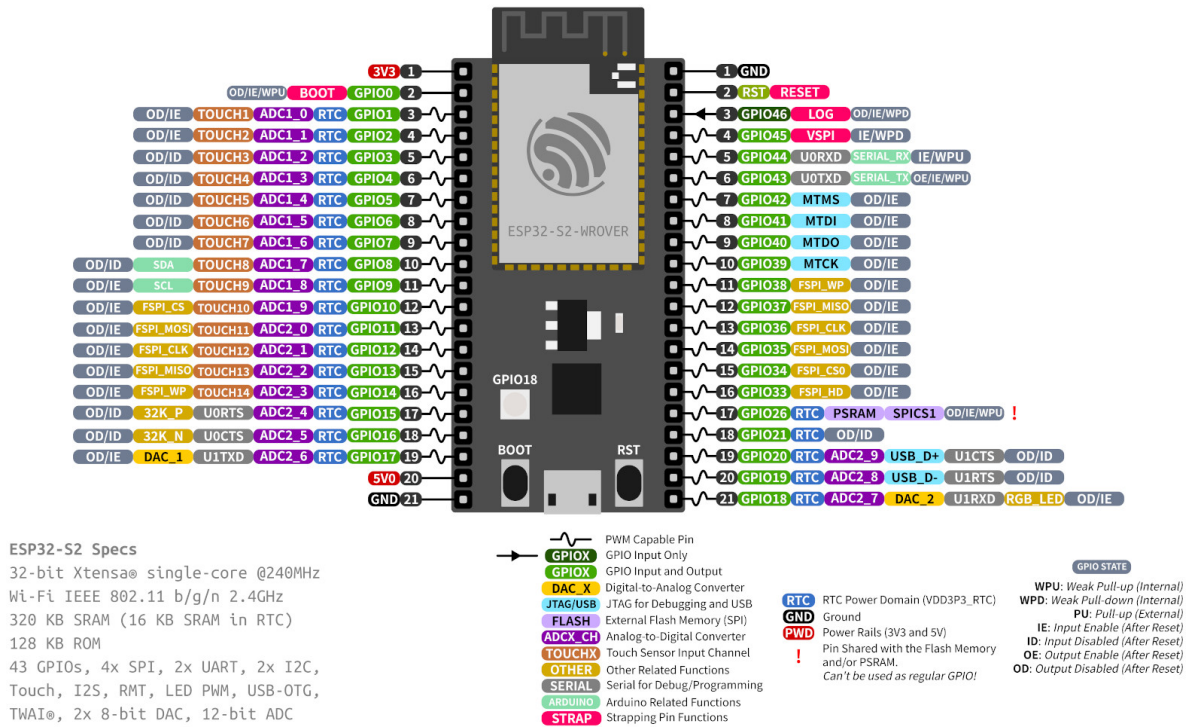 3V3 1
OD/IE/WPU BOOT GPIO0 2
OD/IE TOUCH1 ADC1_0 RTC GPIO1 3
OD/IE TOUCH2 ADC1_1 RTC GPIO2 4
OD/ID TOUCH3 ADC1_2 RTC GPIO3 5
OD/ID TOUCH4 ADC1_3 RTC GPIO4 6
OD/ID TOUCH5 ADC1_4 RTC GPIO5 7
OD/ID TOUCH6 ADC1_5 RTC GPIO6 8
OD/ID TOUCH7 ADC1_6 RTC GPIO7 9
OD/ID SDA TOUCH8 ADC1_7 RTC GPIO8 10
OD/IE SCL TOUCH9 ADC1_8 RTC GPIO9 11
OD/IE FSPI_CS TOUCH10 ADC1_9 RTC GPIO10 12
OD/IE FSPI_MOSI TOUCH11 ADC2_0 RTC GPIO11 13
OD/IE FSPI_CLK TOUCH12 ADC2_1 RTC GPIO12 14
OD/IE FSPI_MISO TOUCH13 ADC2_2 RTC GPIO13 15
OD/IE FSPI_WP TOUCH14 ADC2_3 RTC GPIO14 16
OD/ID 32K_P U0RTS ADC2_4 RTC GPIO15 17
OD/ID 32K_N U0CTS ADC2_5 RTC GPIO16 18
OD/IE DAC_1 U1TXD ADC2_6 RTC GPIO17 19
5V0 20
GND 21
ESP32-S2-WROVER
GPIO18
BOOT
RST
1 GND
2 RST RESET
3 GPIO46 LOG OD/IE/WPD
4 GPIO45 VSPI IE/WPD
5 GPIO44 U0RXD SERIAL_RX IE/WPU
6 GPIO43 U0TXD SERIAL_TX OE/IE/WPU
7 GPIO42 MTMS OD/IE
8 GPIO41 MTDI OD/IE
9 GPIO40 MTDO OD/IE
10 GPIO39 MTCK OD/IE
11 GPIO38 FSPI_WP OD/IE
12 GPIO37 FSPI_MISO OD/IE
13 GPIO36 FSPI_CLK OD/IE
14 GPIO35 FSPI_MOSI OD/IE
15 GPIO34 FSPI_CS0 OD/IE
16 GPIO33 FSPI_HD OD/IE
17 GPIO26 RTC PSRAM SPICS1 OD/IE/WPU !
18 GPIO21 RTC OD/ID
19 GPIO20 RTC ADC2_9 USB_D+ U1CTS OD/ID
20 GPIO19 RTC ADC2_8 USB_D- U1RTS OD/ID
21 GPIO18 RTC ADC2_7 DAC_2 U1RXD RGB_LED OD/IE
ESP32-S2 Specs
32-bit Xtensa® single-core @240MHz
Wi-Fi IEEE 802.11 b/g/n 2.4GHz
320 KB SRAM (16 KB SRAM in RTC)
128 KB ROM
43 GPIOs, 4x SPI, 2x UART, 2x I2C,
Touch, I2S, RMT, LED PWM, USB-OTG,
TWAI®, 2x 8-bit DAC, 12-bit ADC
PWM Capable Pin
GPIOX GPIO Input Only
GPIOX GPIO Input and Output
DAC_X Digital-to-Analog Converter
JTAG/USB JTAG for Debugging and USB
FLASH External Flash Memory (SPI)
ADCX_CH Analog-to-Digital Converter
TOUCHX Touch Sensor Input Channel
OTHER Other Related Functions
SERIAL Serial for Debug/Programming
ARDUINO Arduino Related Functions
STRAP Strapping Pin Functions
RTC RTC Power Domain (VDD3P3_RTC)
GND Ground
PWD Power Rails (3V3 and 5V)
! Pin Shared with the Flash Memory
and/or PSRAM.
Can't be used as regular GPIO!
GPIO STATE
WPU: Weak Pull-up (Internal)
WPD: Weak Pull-down (Internal)
PU: Pull-up (External)
IE: Input Enable (After Reset)
ID: Input Disabled (After Reset)
OE: Output Enable (After Reset)
OD: Output Disabled (After Reset)